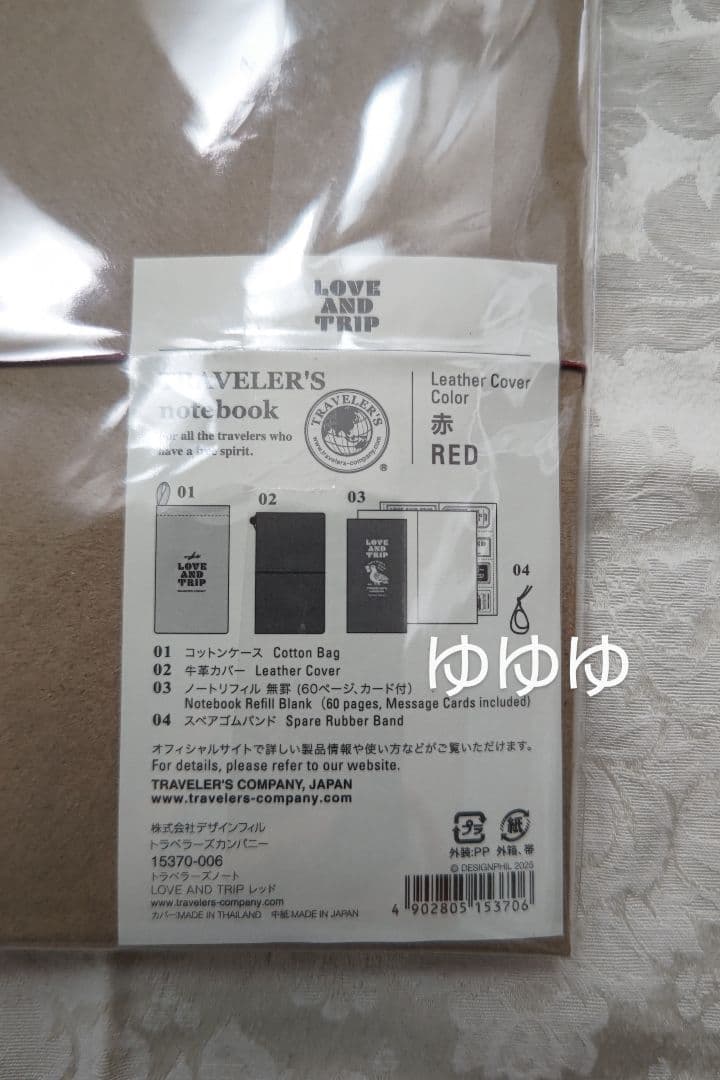 LOVE
AND
TRIP
TRAVELER'S
notebook
For all the travelers who
have a free spirit.
TRAVELER'S
www.travelers-company.com
®
Leather Cover
Color
赤
RED
01
02
03
04
LOVE
AND
TRIP
LOVE
AND
TRIP
01 コットンケース Cotton Bag
02 牛革カバー Leather Cover
03 ノートリフィル 無罫 (60ページ、カード付)
Notebook Refill Blank (60 pages, Message Cards included)
04 スペアゴムバンド Spare Rubber Band
ゆゆゆ
オフィシャルサイトで詳しい製品情報や使い方などがご覧いただけます。
For details, please refer to our website.
TRAVELER'S COMPANY, JAPAN
www.travelers-company.com
株式会社デザインフィル
トラベラーズカンパニー
15370-006
トラベラーズノート
LOVE AND TRIP レッド
www.travelers-company.com
カバー:MADE IN THAILAND 中紙:MADE IN JAPAN
プラ
紙
外装:PP 外箱、帯
© DESIGNPHIL 2025
4 902805 153706